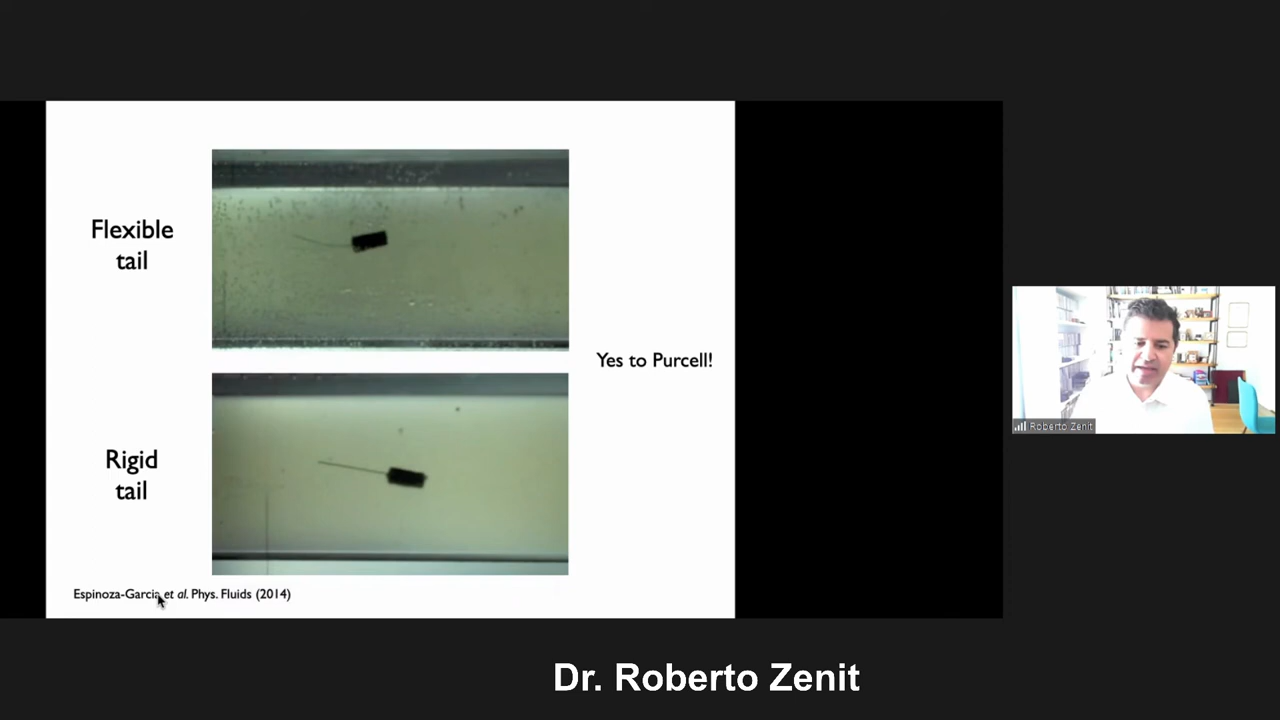 Flexible
tail
Yes to Purcell!
Rigid
tail
Espinoza-Garcia et al. Phys. Fluids (2014)
Roberto Zenit
Dr. Roberto Zenit